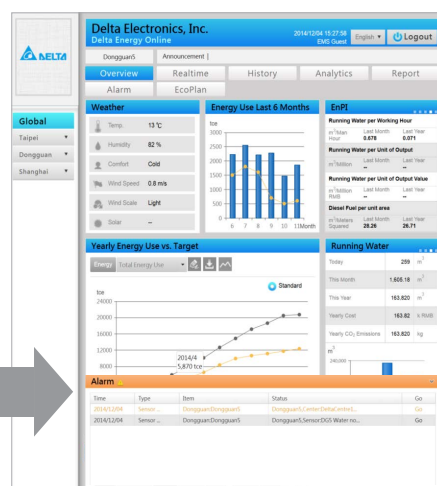 Delta Electronics, Inc.
Delta Energy Online
2014/12/04 15:27:58
EMS Guest
English
Logout
DELTA
Dongguan
Announcement
Overview
Realtime
History
Analytics
Report
Alarm
EcoPlan
Global
Taipei
Dongguan
Shanghai
Weather
Temp. 13 ℃
Humidity 82 %
Comfort Cold
Wind Speed 0.8 m/s
Wind Scale Light
Solar --
Energy Use Last 6 Months
tce
3000
2500
2000
1500
1000
500
0
6 7 8 9 10 11 Month
EnPI
Running Water per Working Hour
m³/Man Hour Last Month 0.678 Last Year 0.071
Running Water per Unit of Output
m³/Million Last Month -- Last Year --
Running Water per Unit of Output Value
m³/Million RMB Last Month -- Last Year --
Diesel Fuel per unit area
m³/Meters Squared Last Month 28.26 Last Year 26.71
Yearly Energy Use vs. Target
Energy Total Energy Use
Standard
tce
24000
20000
16000
12000
8000
2014/4
5,870 tce
Running Water
Today 259 m³
This Month 1,605.18 m³
This Year 163.820 m³
Yearly Cost 163.82 k RMB
Yearly CO₂ Emissions 163.820 kg
m³
240,000
Alarm
Time Type Item Status Go
2014/12/04 Sensor ... Dongguan:Dongguan5 Dongguan5,Center:DeltaCentre5... Go
2014/12/04 Sensor ... Dongguan:Dongguan5 Dongguan5,Sensor:DG5 Water no... Go